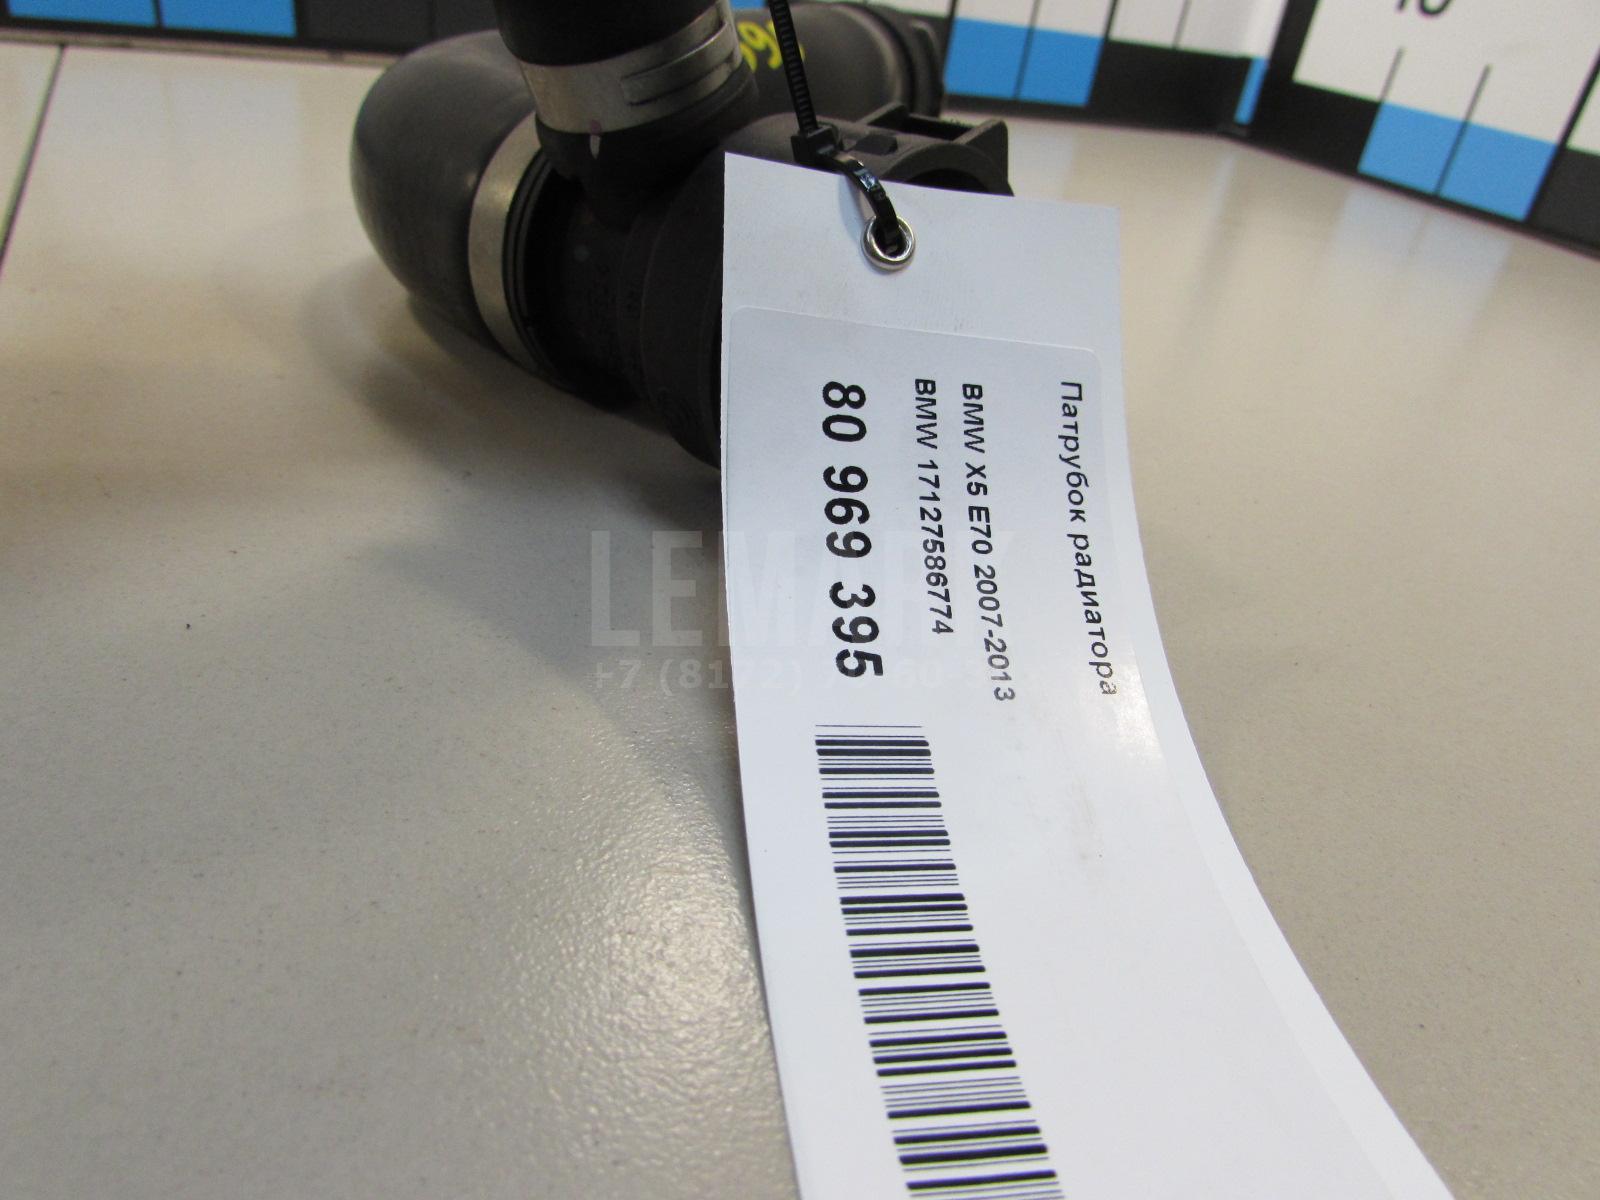 Патрубок радиатора
BMW X5 E70 2007-2013
BMW 17127586774
80 969 395